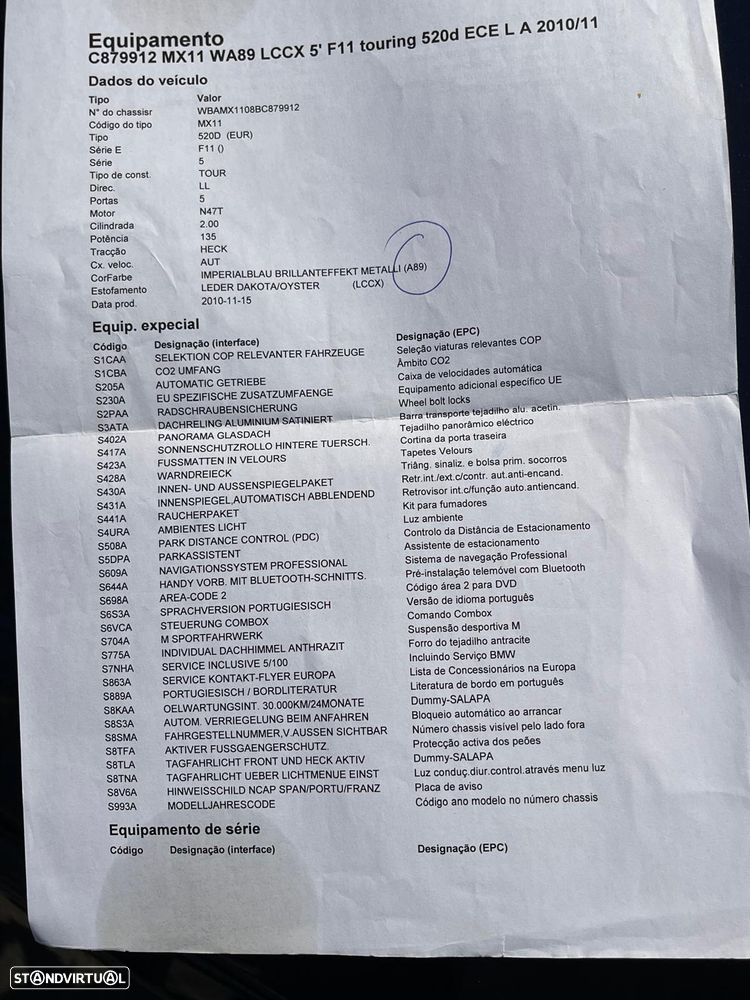 Equipamento
C879912 MX11 WA89 LCCX 5' F11 touring 520d ECE L A 2010/11
Dados do veículo
Tipo Valor
N° do chassisr WBAMX1108BC879912
Código do tipo MX11
Tipo 520D (EUR)
Série E F11 ()
Série 5
Tipo de const. TOUR
Direc. LL
Portas 5
Motor N47T
Cilindrada 2.00
Potência 135
Tracção HECK
Cx. veloc. AUT
CorFarbe IMPERIALBLAU BRILLANTEFFEKT METALLI (A89)
Estofamento LEDER DAKOTA/OYSTER (LCCX)
Data prod. 2010-11-15
Equip. expecial
Código Designação (interface) Designação (EPC)
S1CAA SELEKTION COP RELEVANTER FAHRZEUGE Seleção viaturas relevantes COP
S1CBA CO2 UMFANG Âmbito CO2
S205A AUTOMATIC GETRIEBE Caixa de velocidades automática
S230A EU SPEZIFISCHE ZUSATZUMFAENGE Equipamento adicional específico UE
S2PAA RADSCHRAUBENSICHERUNG Wheel bolt locks
S3ATA DACHRELING ALUMINIUM SATINIERT Barra transporte tejadilho alu. acetin.
S402A PANORAMA GLASDACH Tejadilho panorâmico eléctrico
S417A SONNENSCHUTZROLLO HINTERE TUERSCH. Cortina da porta traseira
S423A FUSSMATTEN IN VELOURS Tapetes Velours
S428A WARNDREIECK Triâng. sinaliz. e bolsa prim. socorros
S430A INNEN- UND AUSSENSPIEGELPAKET Retr.int./ext.c/contr. aut.anti-encand.
S431A INNENSPIEGEL,AUTOMATISCH ABBLENDEND Retrovisor int.c/função auto.antiencand.
S441A RAUCHERPAKET Kit para fumadores
S4URA AMBIENTES LICHT Luz ambiente
S508A PARK DISTANCE CONTROL (PDC) Controlo da Distância de Estacionamento
S5DPA PARKASSISTENT Assistente de estacionamento
S609A NAVIGATIONSSYSTEM PROFESSIONAL Sistema de navegação Professional
S644A HANDY VORB. MIT BLUETOOTH-SCHNITTS. Pré-instalação telemóvel com Bluetooth
S698A AREA-CODE 2 Código área 2 para DVD
S6S3A SPRACHVERSION PORTUGIESISCH Versão de idioma português
S6VCA STEUERUNG COMBOX Comando Combox
S704A M SPORTFAHRWERK Suspensão desportiva M
S775A INDIVIDUAL DACHHIMMEL ANTHRAZIT Forro do tejadilho antracite
S7NHA SERVICE INCLUSIVE 5/100 Incluindo Serviço BMW
S863A SERVICE KONTAKT-FLYER EUROPA Lista de Concessionários na Europa
S889A PORTUGIESISCH / BORDLITERATUR Literatura de bordo em português
S8KAA OELWARTUNGSINT. 30.000KM/24MONATE Dummy-SALAPA
S8S3A AUTOM. VERRIEGELUNG BEIM ANFAHREN Bloqueio automático ao arrancar
S8SMA FAHRGESTELLNUMMER,V.AUSSEN SICHTBAR Número chassis visível pelo lado fora
S8TFA AKTIVER FUSSGAENGERSCHUTZ. Protecção activa dos peões
S8TLA TAGFAHRLICHT FRONT UND HECK AKTIV Dummy-SALAPA
S8TNA TAGFAHRLICHT UEBER LICHTMENUE EINST Luz conduç.diur.control.através menu luz
S8V6A HINWEISSCHILD NCAP SPAN/PORTU/FRANZ Placa de aviso
S993A MODELLJAHRESCODE Código ano modelo no número chassis
Equipamento de série
Código Designação (interface) Designação (EPC)
STANDVIRTUAL